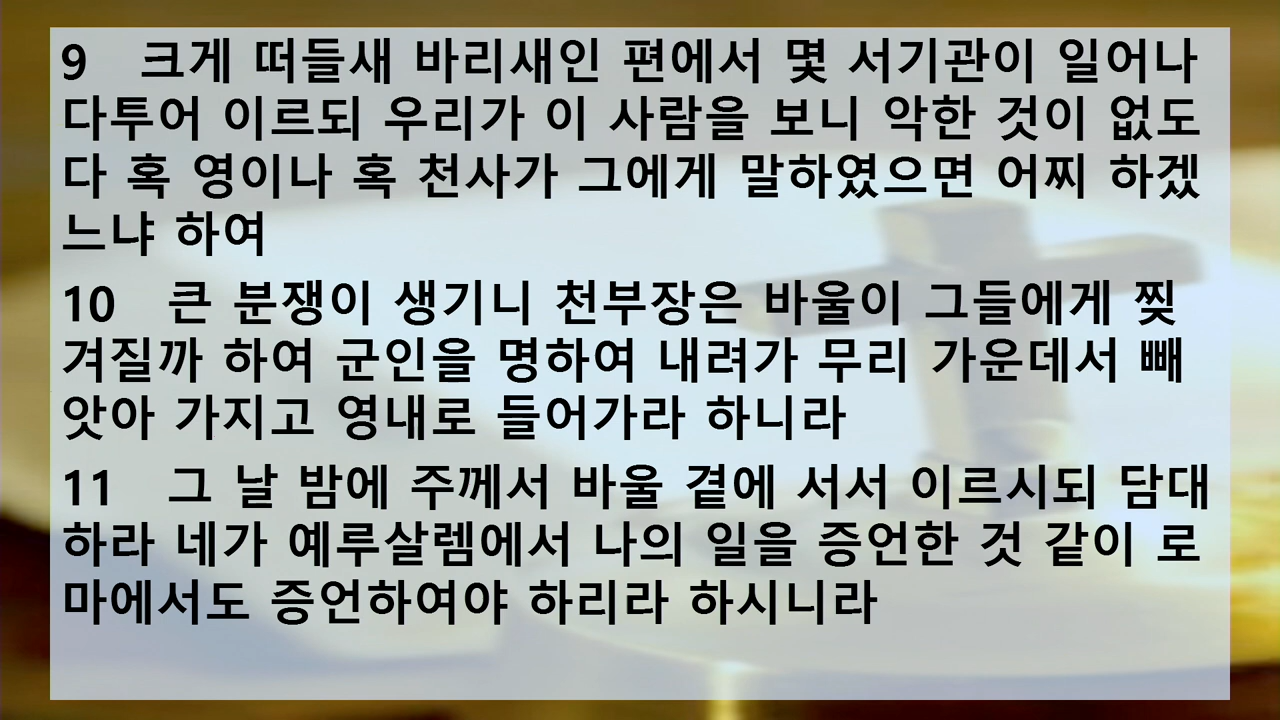 9 크게 떠들새 바리새인 편에서 몇 서기관이 일어나
다투어 이르되 우리가 이 사람을 보니 악한 것이 없도
다 혹 영이나 혹 천사가 그에게 말하였으면 어찌 하겠
느냐 하여
10 큰 분쟁이 생기니 천부장은 바울이 그들에게 찢
겨질까 하여 군인을 명하여 내려가 무리 가운데서 빼
앗아 가지고 영내로 들어가라 하니라
11 그 날 밤에 주께서 바울 곁에 서서 이르시되 담대
하라 네가 예루살렘에서 나의 일을 증언한 것 같이 로
마에서도 증언하여야 하리라 하시니라